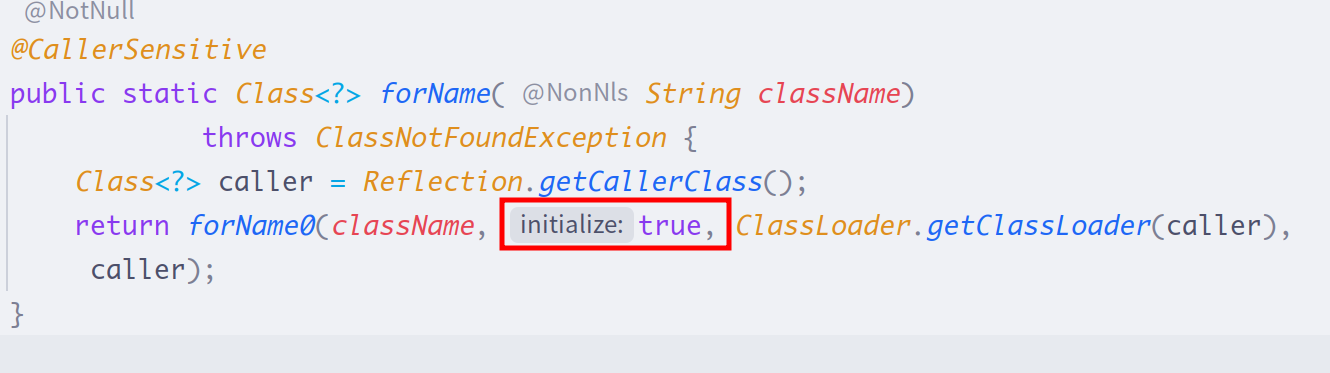 @NotNull
@CallerSensitive
public static Class<?> forName( @NonNls String className)
throws ClassNotFoundException {
Class<?> caller = Reflection.getCallerClass();
return forName0(className, initialize: true, ClassLoader.getClassLoader(caller),
caller);
}